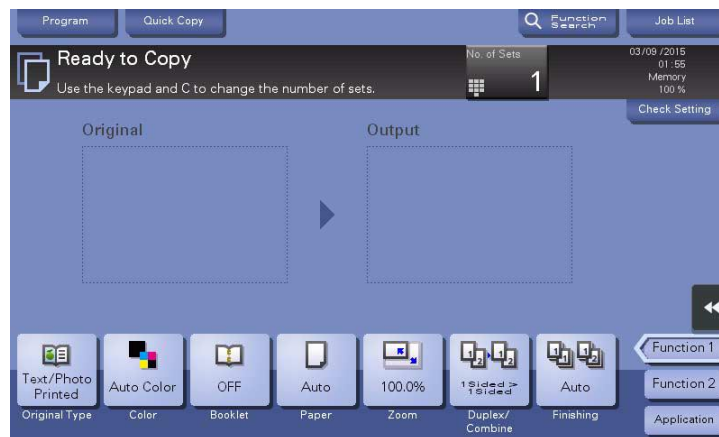 Program
Quick Copy
Function
Search
Job List
Ready to Copy
Use the keypad and C to change the number of sets.
No. of Sets
1
03/09 /2015
01:55
Memory
100 %
Check Setting
Original
Output
Text/Photo
Printed
Auto Color
OFF
Auto
100.0%
1Sided >
1Sided
Auto
Original Type
Color
Booklet
Paper
Zoom
Duplex/
Combine
Finishing
Function 1
Function 2
Application